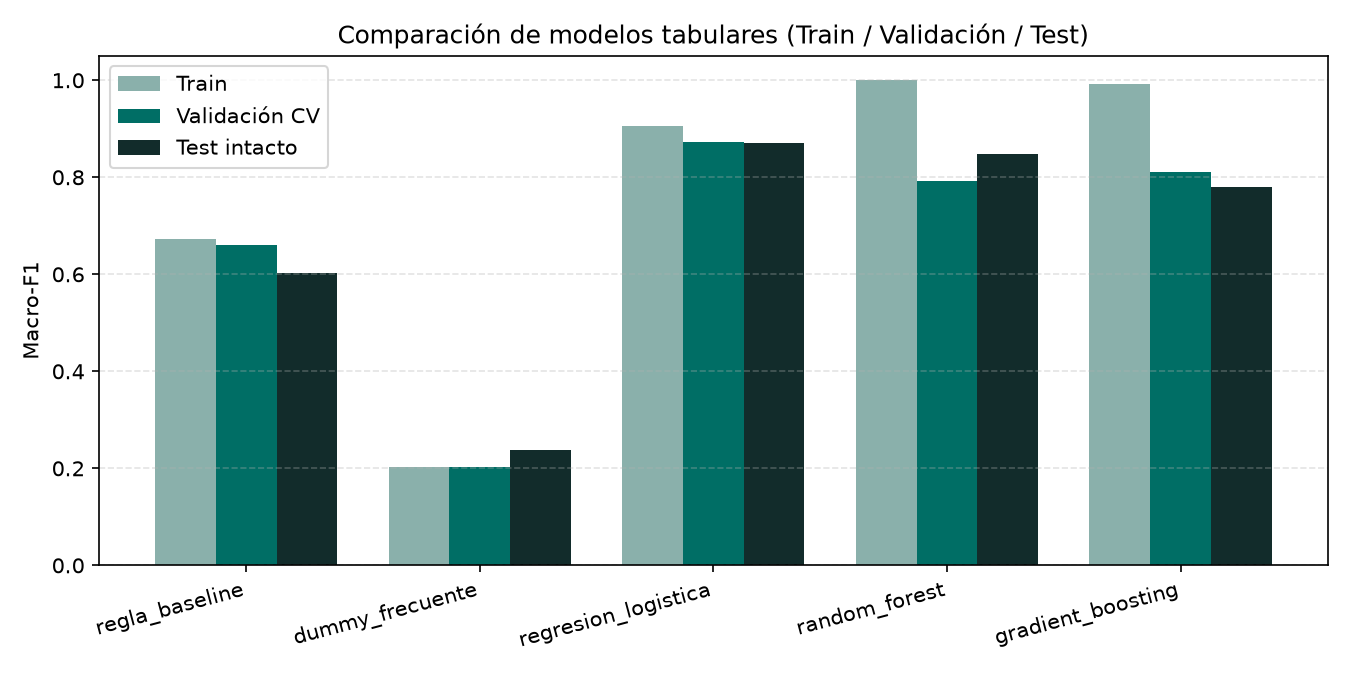 Comparación de modelos tabulares (Train / Validación / Test)
Train
Validación CV
Test intacto
Macro-F1
1.0
0.8
0.6
0.4
0.2
0.0
regla_baseline
dummy_frecuente
regresion_logistica
random_forest
gradient_boosting